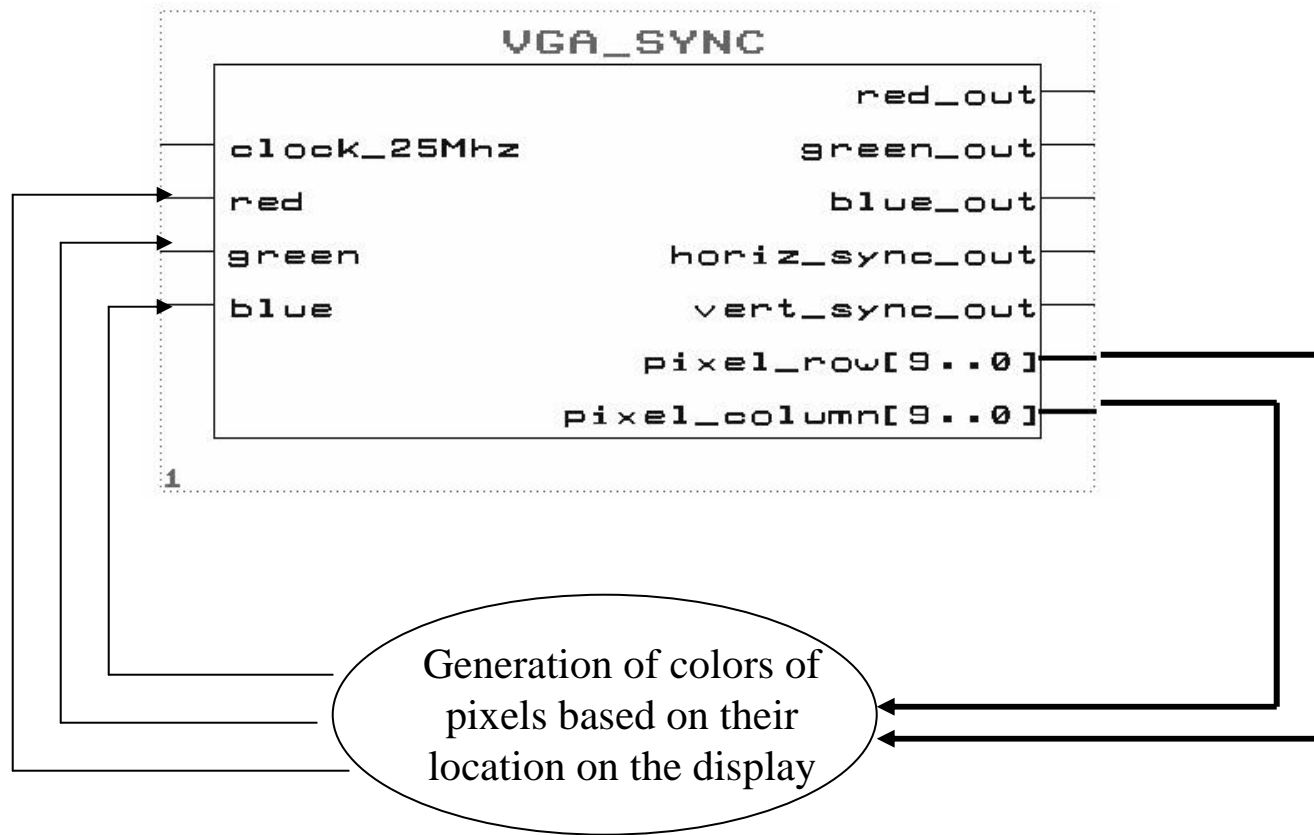 VGA_SYNC
red_out
clock_25Mhz
green_out
red
blue_out
green
horiz_sync_out
blue
vert_sync_out
pixel_row[9..0]
pixel_column[9..0]
1
Generation of colors of
pixels based on their
location on the display